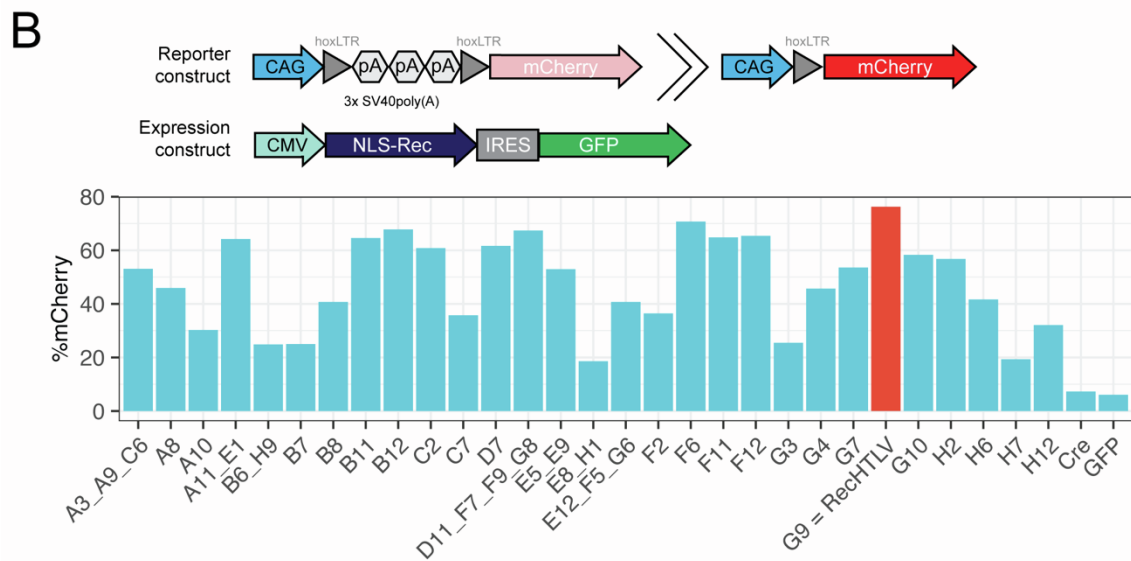 B
Reporter construct
hoxLTR hoxLTR hoxLTR
CAG pA pA pA mCherry CAG mCherry
3x SV40poly(A)
Expression construct
CMV NLS-Rec IRES GFP
%mCherry
80
60
40
20
0
A3_A9_C6
A8
A10
A11_E1
B6_H9
B7
B8
B11
B12
C2
C7
D7
D11_F7_F9_G8
E5_E9
E8_H1
E12_F5_G6
F2
F6
F11
F12
G3
G4
G7
G9 = RecHTLV
G10
H2
H6
H7
H12
Cre
GFP